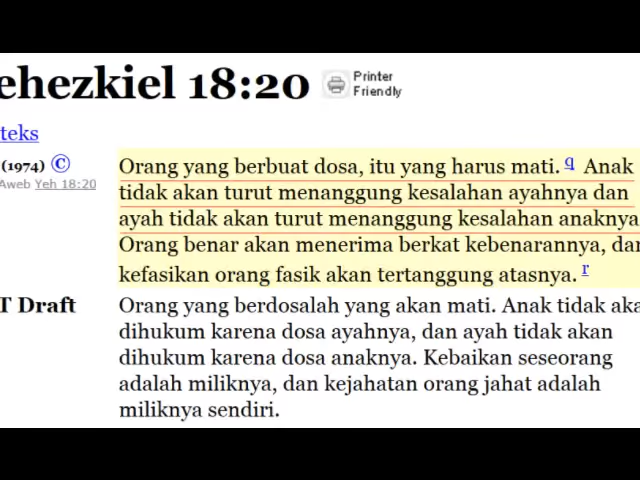 ehezkiel 18:20
Printer
Friendly
teks
(1974) ©
Aweb Yeh 18:20
Orang yang berbuat dosa, itu yang harus mati. q Anak
tidak akan turut menanggung kesalahan ayahnya dan
ayah tidak akan turut menanggung kesalahan anaknya
Orang benar akan menerima berkat kebenarannya, dan
kefasikan orang fasik akan tertanggung atasnya. r
T Draft
Orang yang berdosalah yang akan mati. Anak tidak aka
dihukum karena dosa ayahnya, dan ayah tidak akan
dihukum karena dosa anaknya. Kebaikan seseorang
adalah miliknya, dan kejahatan orang jahat adalah
miliknya sendiri.